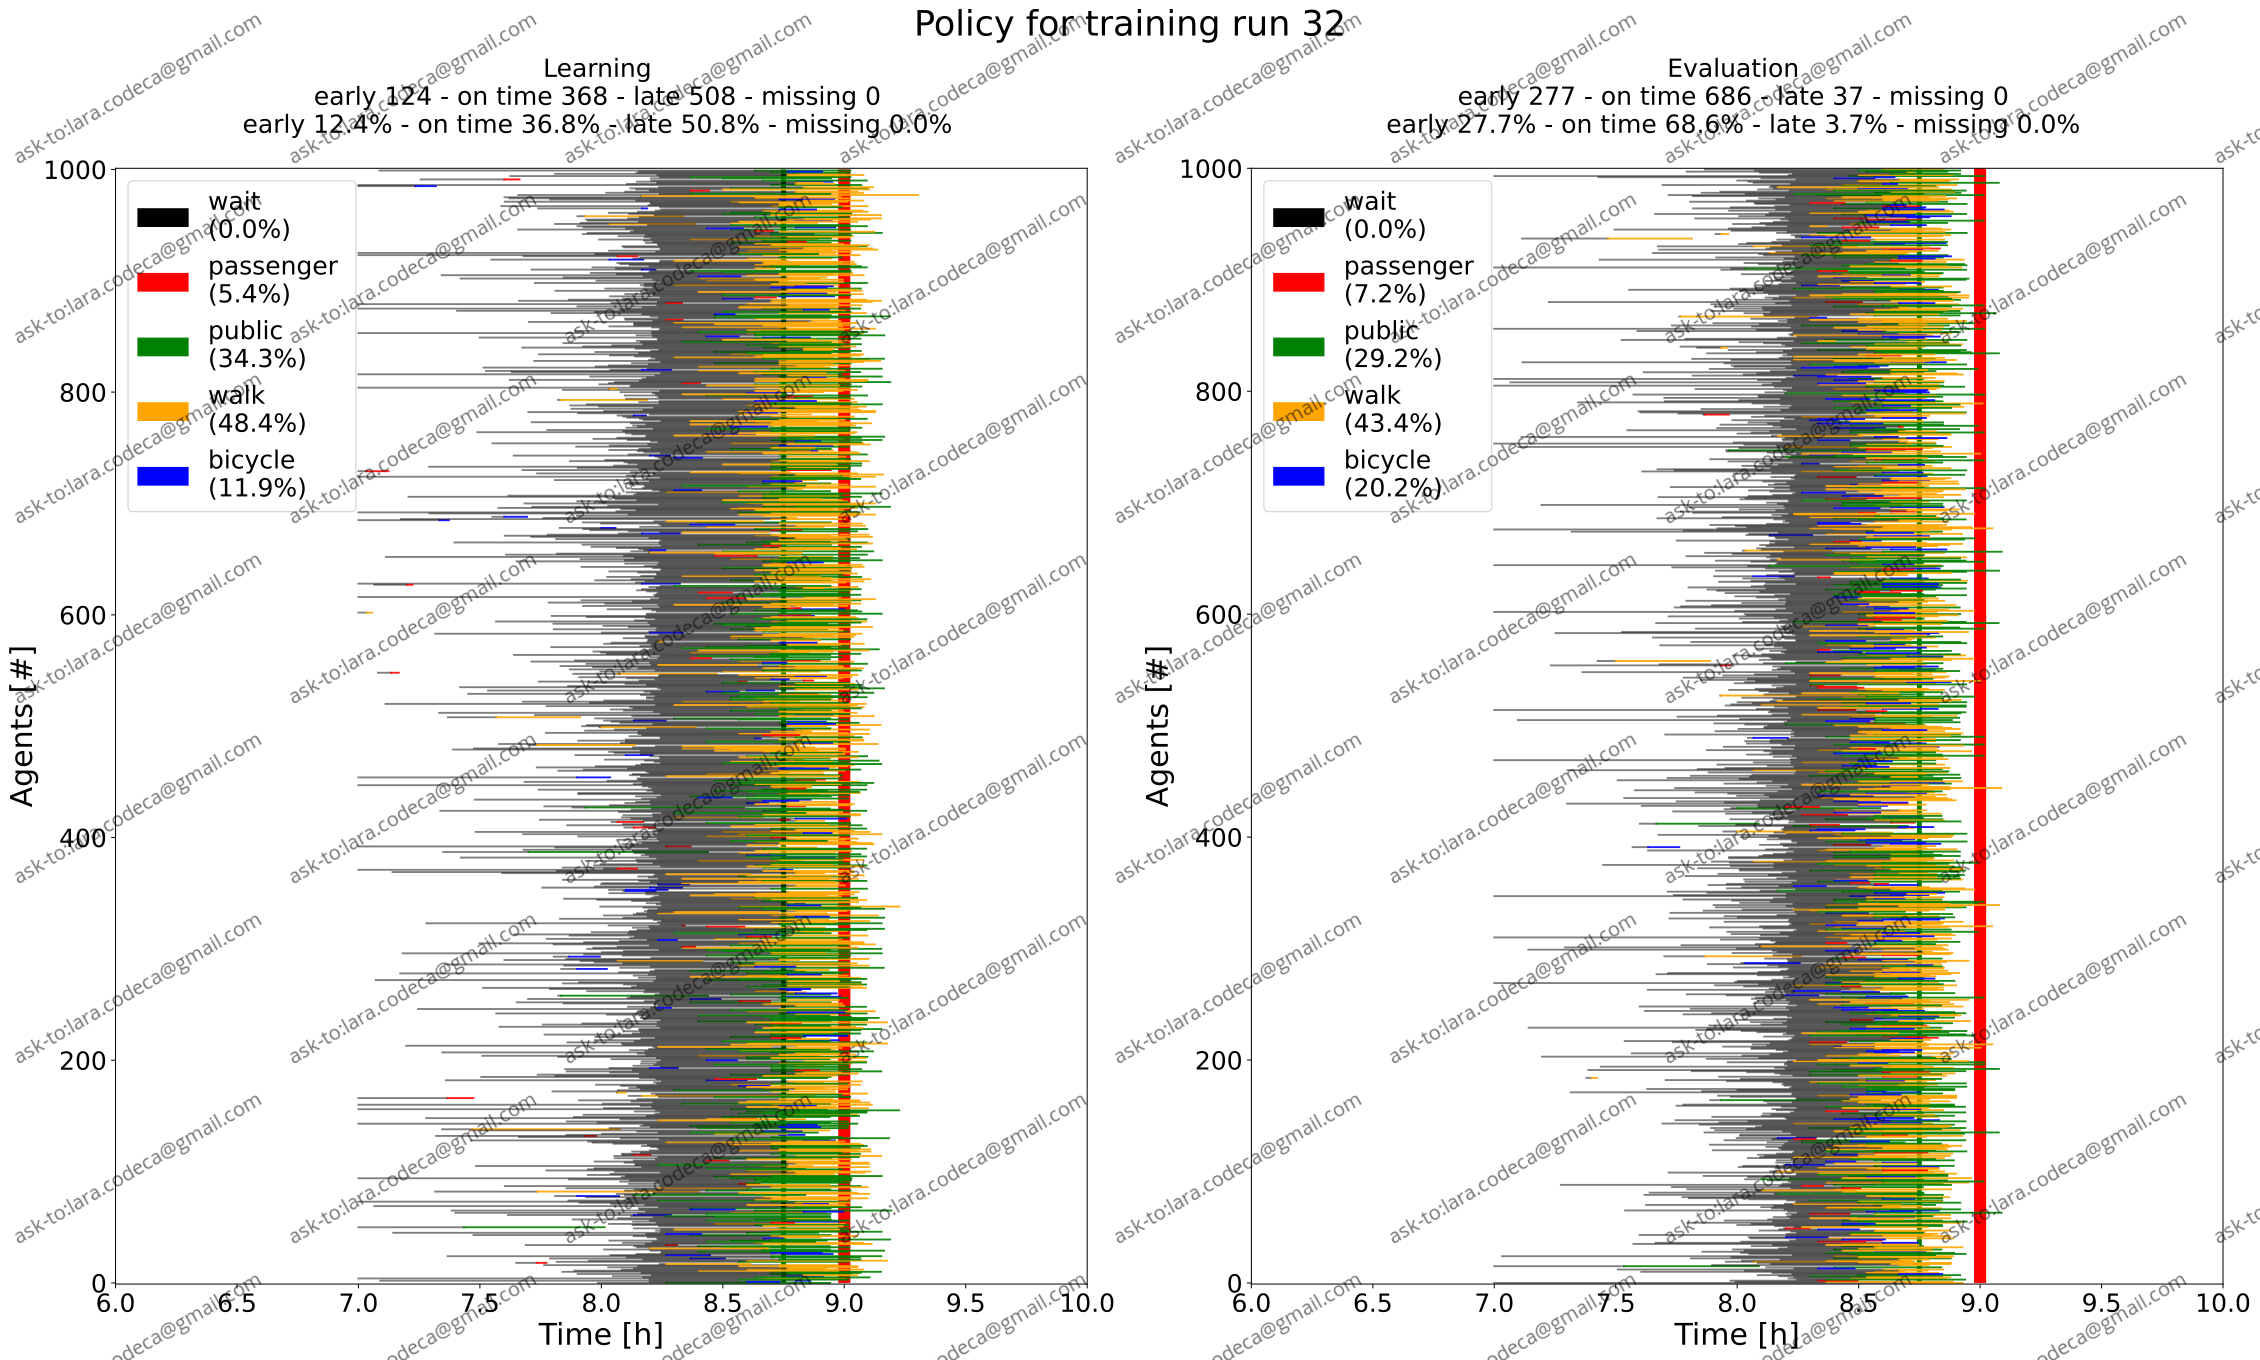 Policy for training run 32
Learning
early 124 - on time 368 - late 508 - missing 0
early 12.4% - on time 36.8% - late 50.8% - missing 0.0%
1000
800
600
400
200
0
Agents [#]
wait
(0.0%)
passenger
(5.4%)
public
(34.3%)
walk
(48.4%)
bicycle
(11.9%)
6.0 6.5 7.0 7.5 8.0 8.5 9.0 9.5 10.0
Time [h]
Evaluation
early 277 - on time 686 - late 37 - missing 0
early 27.7% - on time 68.6% - late 3.7% - missing 0.0%
1000
800
600
400
200
0
Agents [#]
wait
(0.0%)
passenger
(7.2%)
public
(29.2%)
walk
(43.4%)
bicycle
(20.2%)
6.0 6.5 7.0 7.5 8.0 8.5 9.0 9.5 10.0
Time [h]
ask-to:lara.codeca@gmail.com